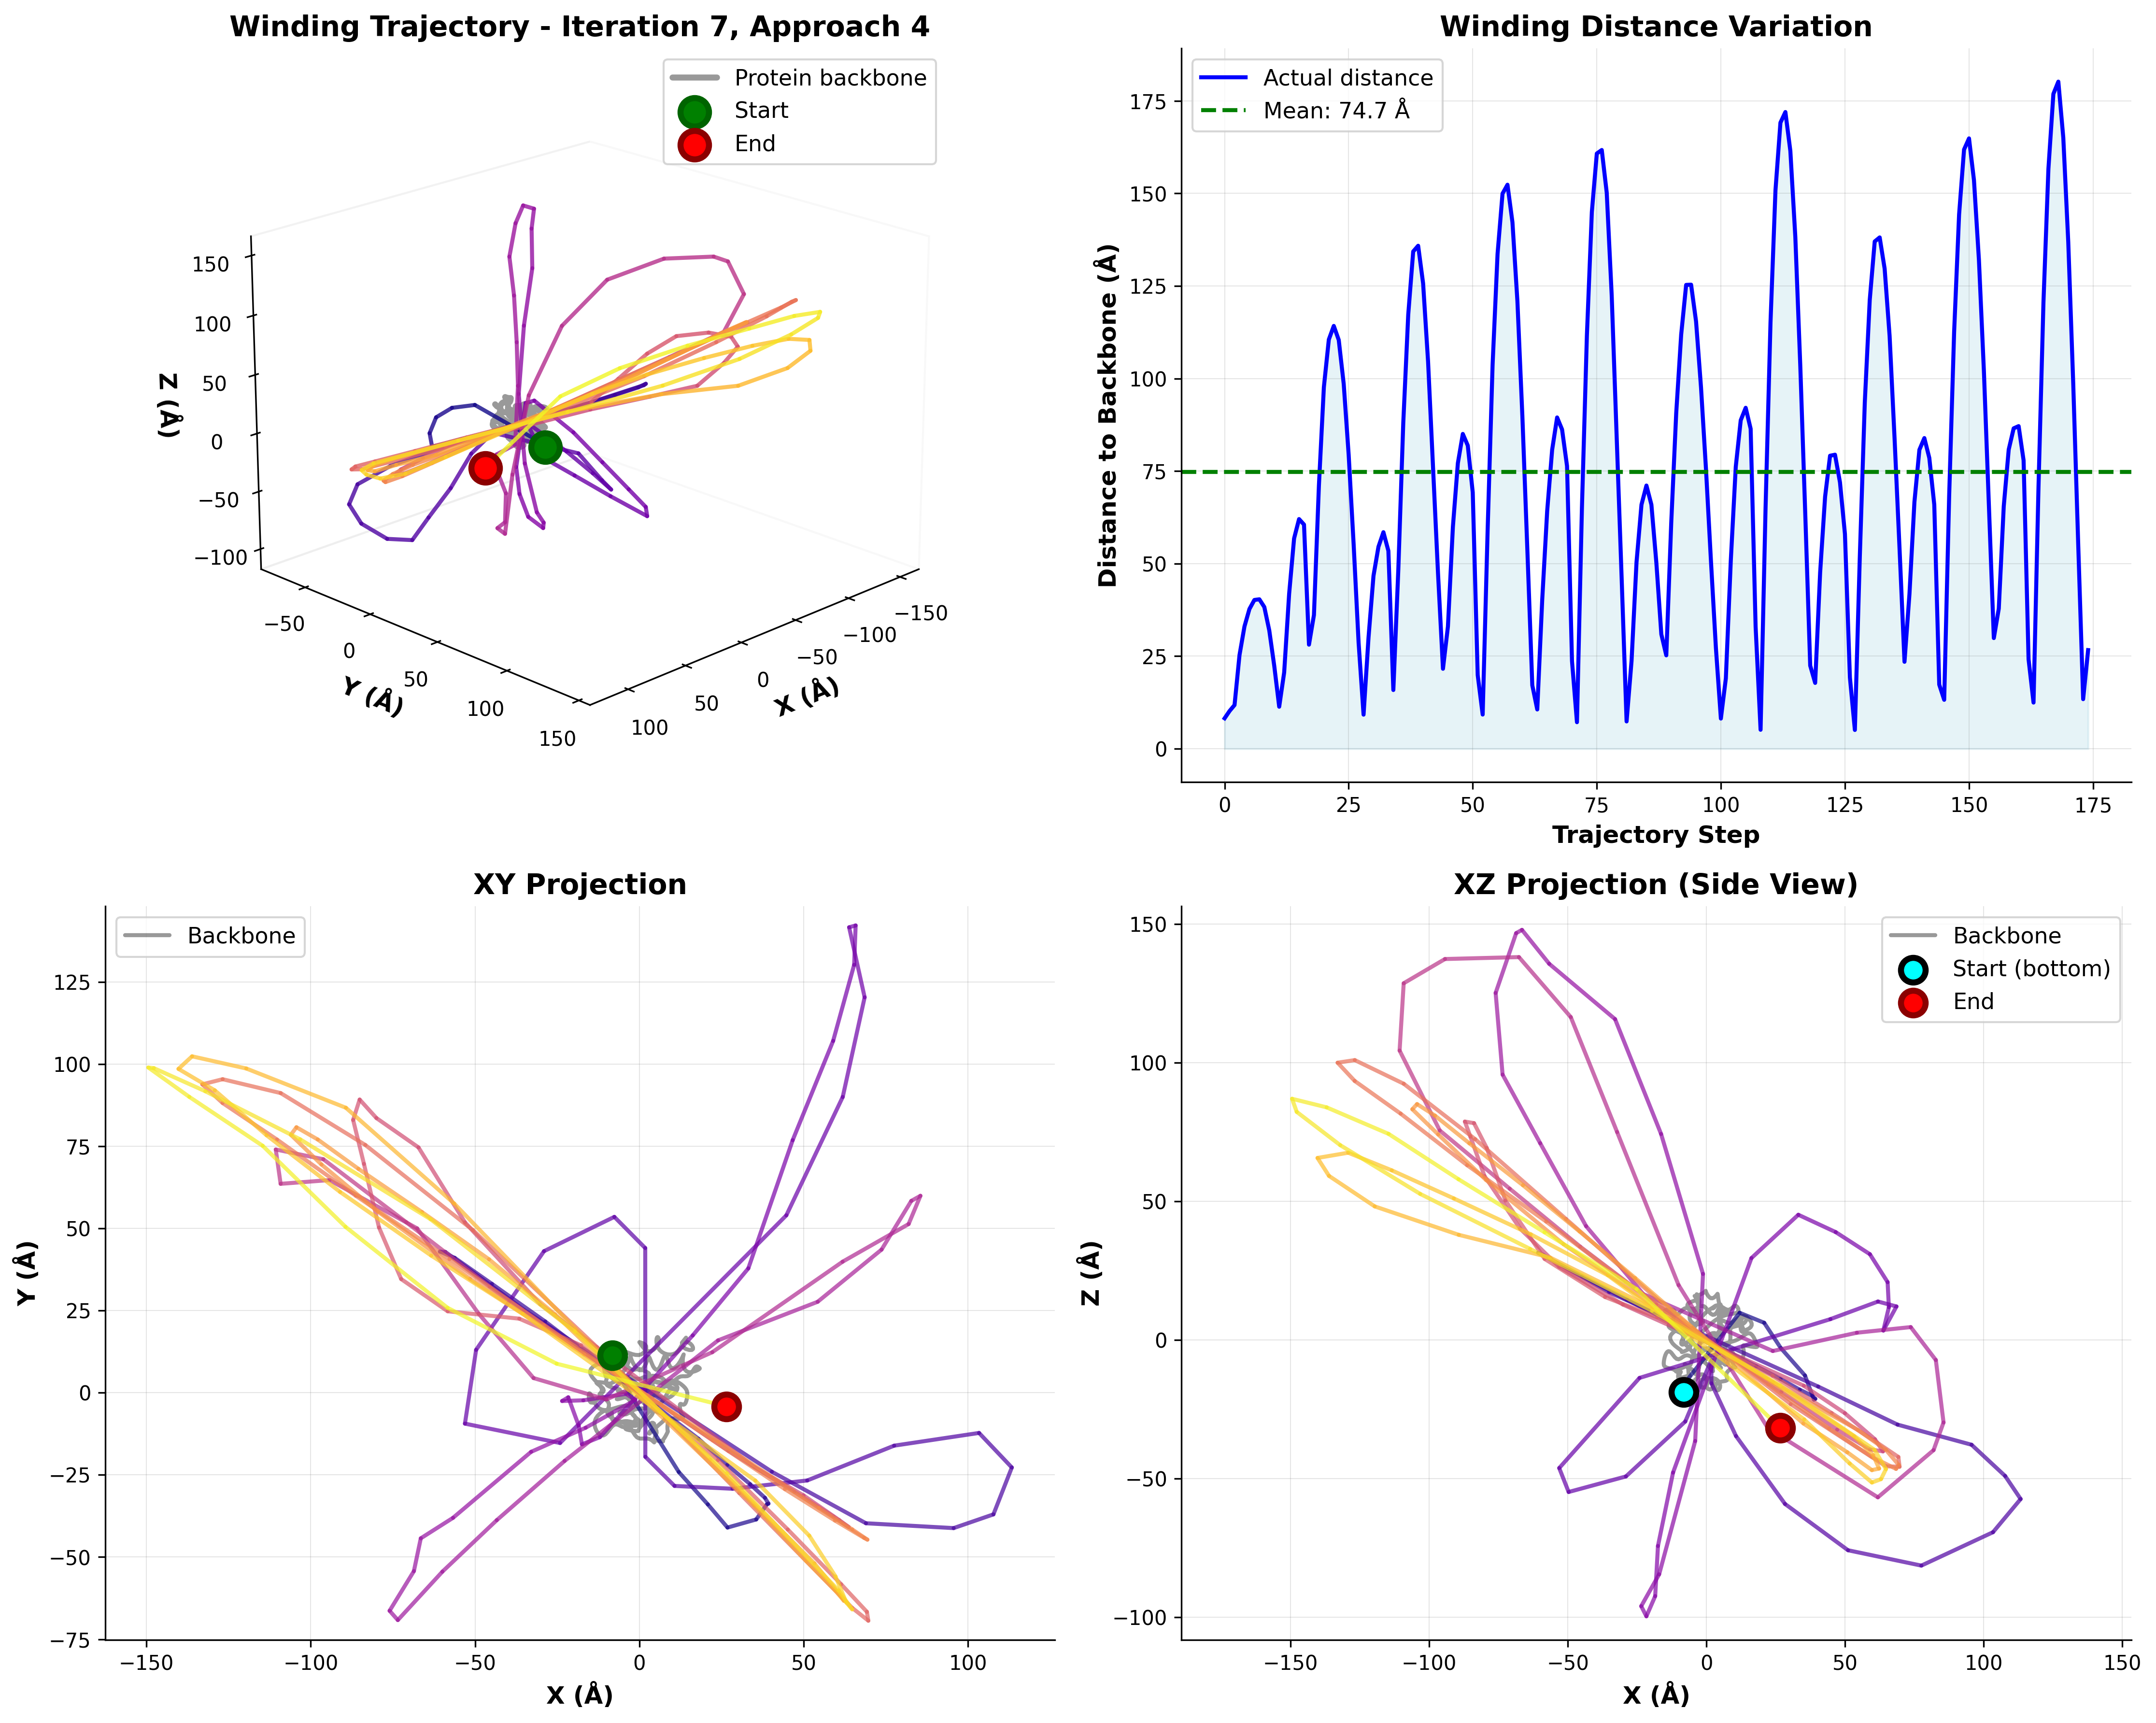 Winding Trajectory - Iteration 7, Approach 4
Protein backbone
Start
End
150
100
50
0
−50
−100
Z (Å)
−50
0
50
100
150
Y (Å)
100
50
0
−50
−100
−150
X (Å)
Winding Distance Variation
Actual distance
Mean: 74.7 Å
175
150
125
100
75
50
25
0
Distance to Backbone (Å)
0
25
50
75
100
125
150
175
Trajectory Step
XY Projection
Backbone
125
100
75
50
25
0
−25
−50
−75
Y (Å)
−150
−100
−50
0
50
100
X (Å)
XZ Projection (Side View)
Backbone
Start (bottom)
End
150
100
50
0
−50
−100
Z (Å)
−150
−100
−50
0
50
100
150
X (Å)